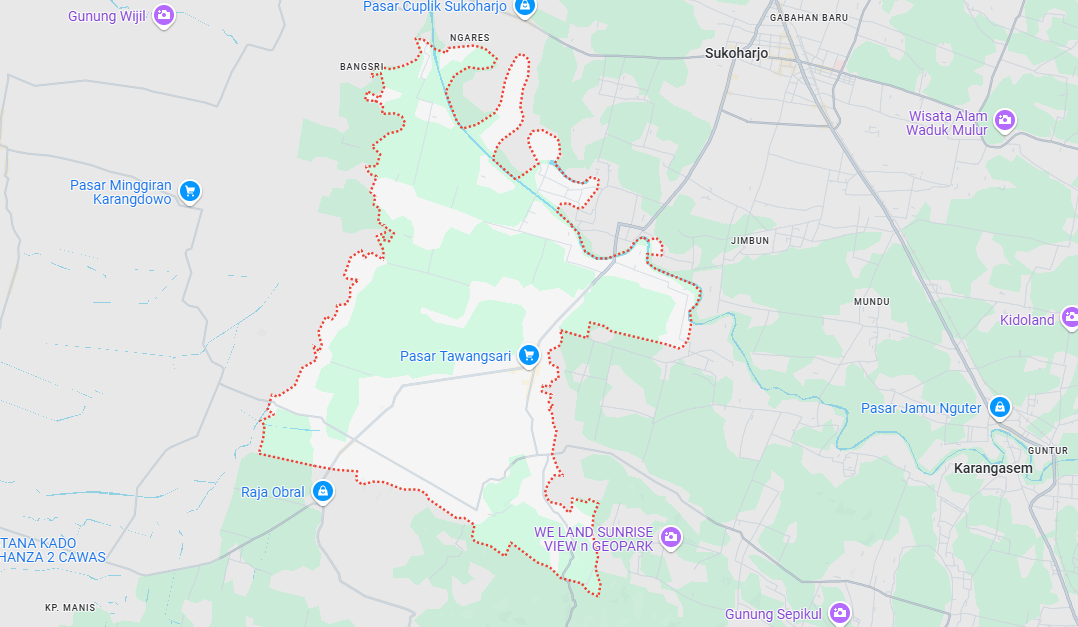 Pasar Cuplik Sukoharjo
Gunung Wijil
GABAHAN BARU
NGARES
Sukoharjo
BANGSRI
Wisata Alam
Waduk Mulur
Pasar Minggiran
Karangdowo
JIMBUN
MUNDU
Kidoland
Pasar Tawangsari
Pasar Jamu Nguter
GUNTUR
Karangasem
Raja Obral
WE LAND SUNRISE
VIEW n GEOPARK
TANA KADO
HANZA 2 CAWAS
KP. MANIS
Gunung Sepikul